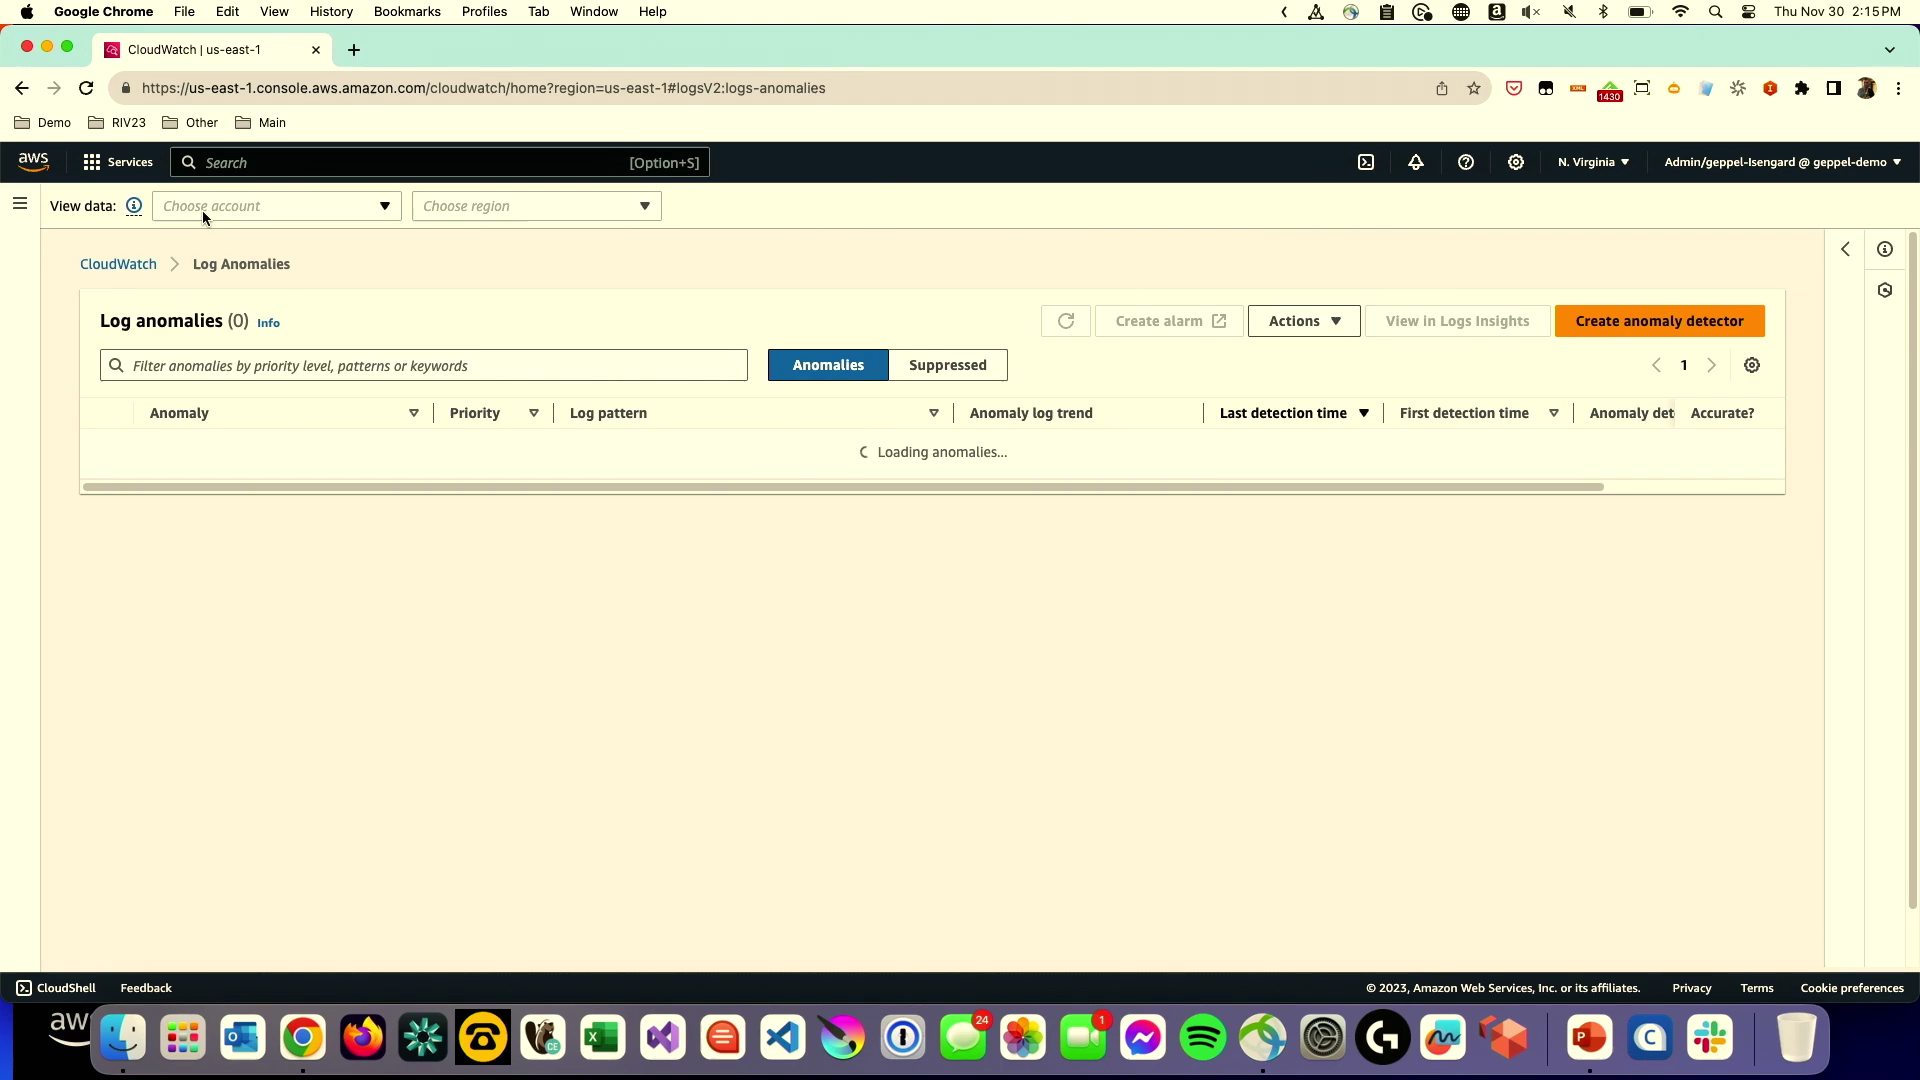 Google Chrome File Edit View History Bookmarks Profiles Tab Window Help Thu Nov 30 2:15 PM
CloudWatch | us-east-1
https://us-east-1.console.aws.amazon.com/cloudwatch/home?region=us-east-1#logsV2:logs-anomalies
1430
Demo RIV23 Other Main
aws Services Search [Option+S] N. Virginia Admin/geppel-Isengard @ geppel-demo
View data: Choose account Choose region
CloudWatch Log Anomalies
Log anomalies (0) Info Create alarm Actions View in Logs Insights Create anomaly detector
Filter anomalies by priority level, patterns or keywords Anomalies Suppressed 1
Anomaly Priority Log pattern Anomaly log trend Last detection time First detection time Anomaly det Accurate?
Loading anomalies...
CloudShell Feedback © 2023, Amazon Web Services, Inc. or its affiliates. Privacy Terms Cookie preferences
24 1